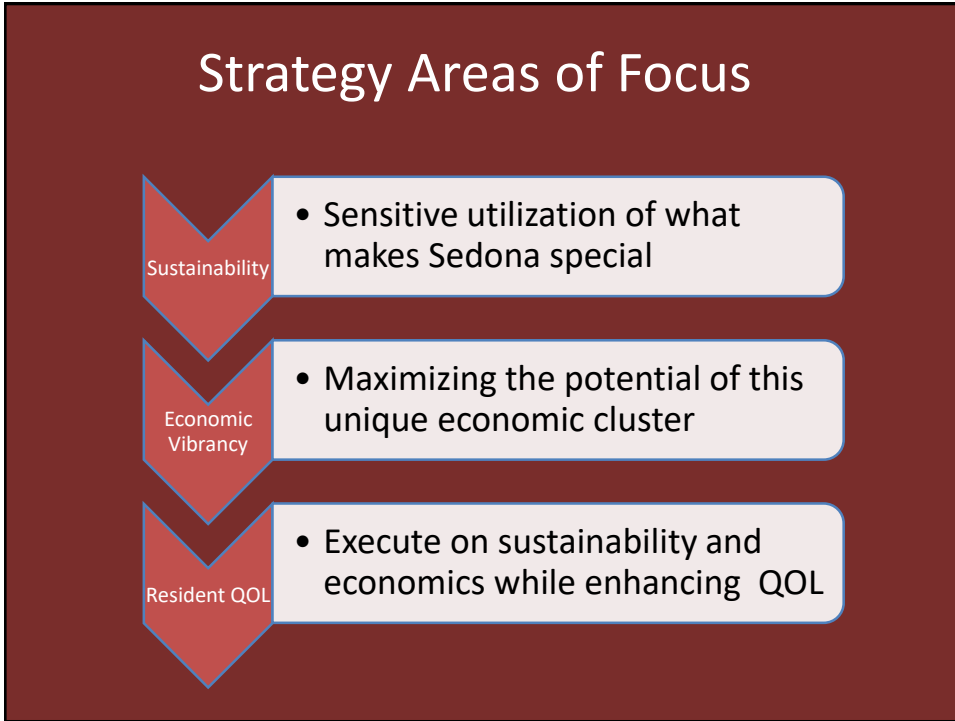 Strategy Areas of Focus
Sustainability
• Sensitive utilization of what
makes Sedona special
Economic
Vibrancy
• Maximizing the potential of this
unique economic cluster
Resident QOL
• Execute on sustainability and
economics while enhancing  QOL